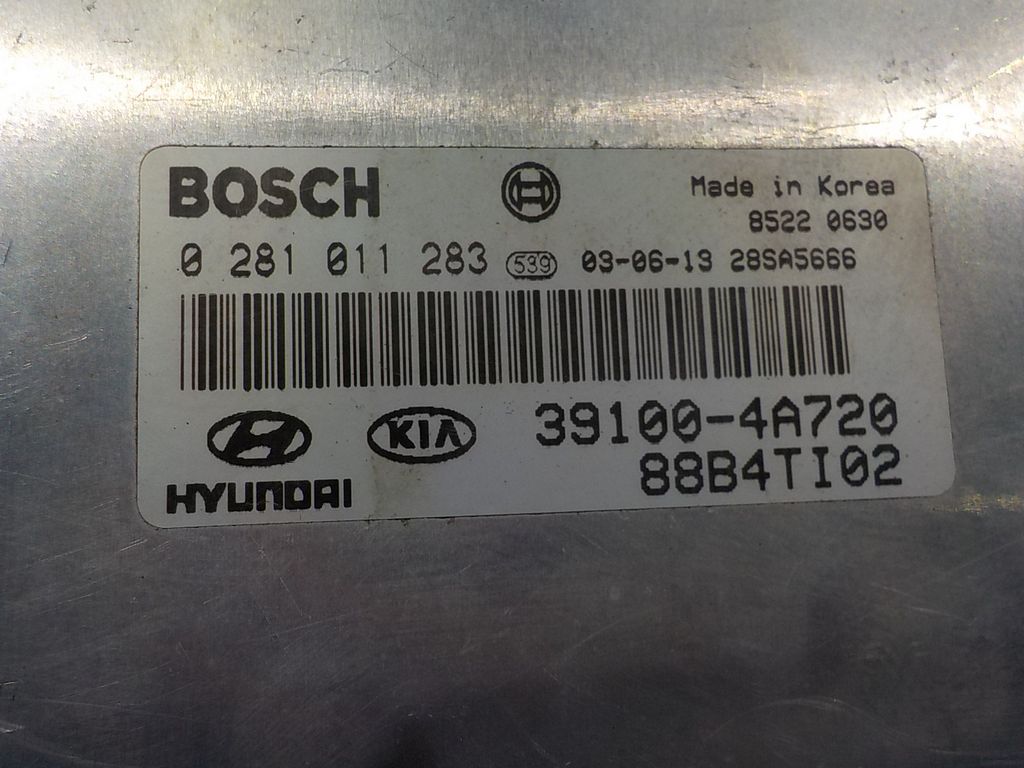 BOSCH
Made in Korea
8522 0630
0 281 011 283 539 03-06-13 28SA5666
HYUNDAI
KIA
39100-4A720
88B4TI02